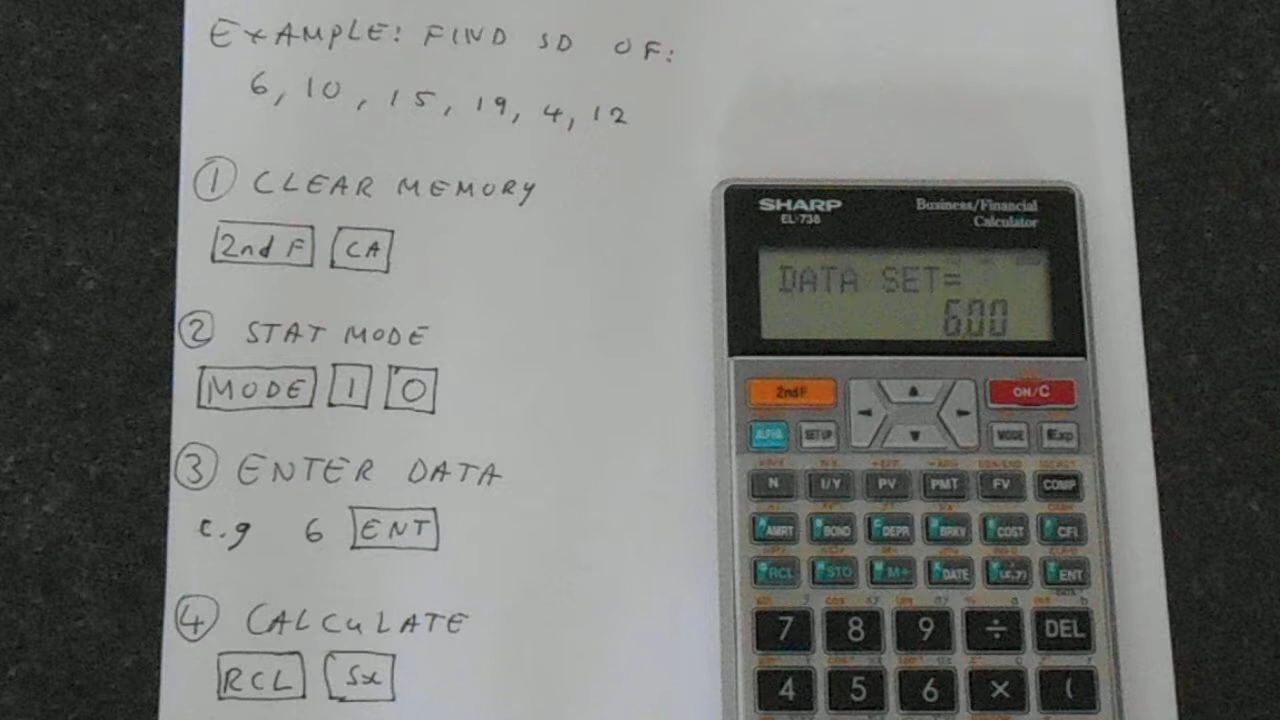 EXAMPLE: FIND SD OF:
6, 10, 15, 19, 4, 12
① CLEAR MEMORY
2nd F CA
② STAT MODE
MODE 1 0
③ ENTER DATA
e.g 6 ENT
④ CALCULATE
RCL Sx
SHARP
EL-738
Business/Financial
Calculator
DATA SET=
6.00
2ndF ON/C
ALPHA SET UP MODE Exp
N I/Y PV PMT FV COMP
AMRT BOND DEPR BRKV COST CFi
RCL STO M+ DATE (x,y) ENT
7 8 9 ÷ DEL
4 5 6 × (